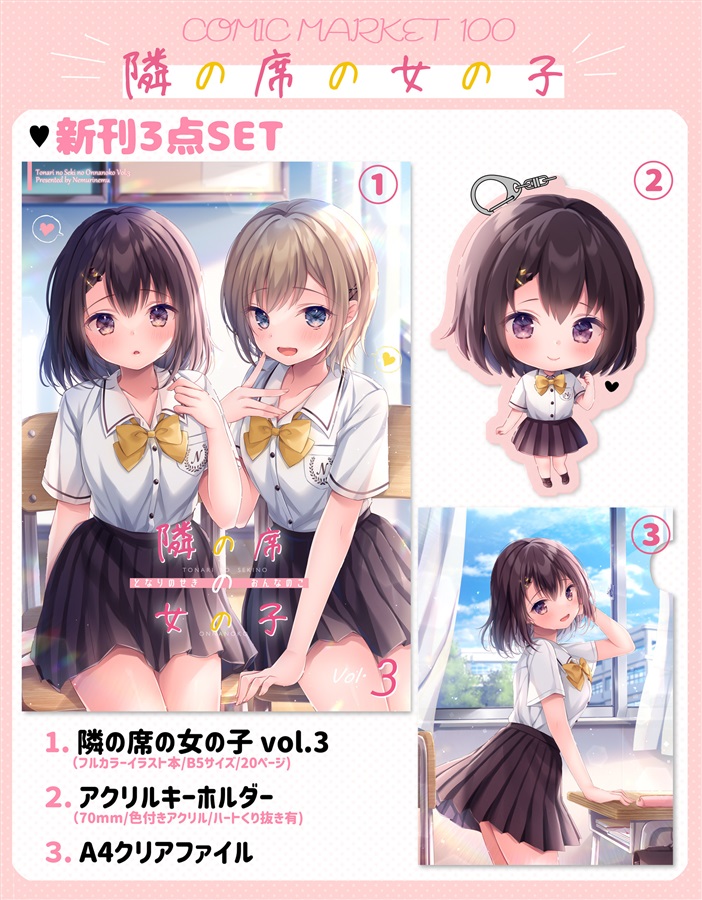 COMIC MARKET 100
隣の席の女の子
♥新刊3点SET
Tonari no Seki no Onnanoko Vol.3
Presented by Nomarinema
①
②
③
N
隣の席
TONARI NO SEKI NO
となりのせき の おんなのこ
女の子
ONNANOKO
Vol. 3
1. 隣の席の女の子 vol.3
(フルカラーイラスト本/B5サイズ/20ページ)
2. アクリルキーホルダー
(70mm/色付きアクリル/ハートくり抜き有)
3. A4クリアファイル